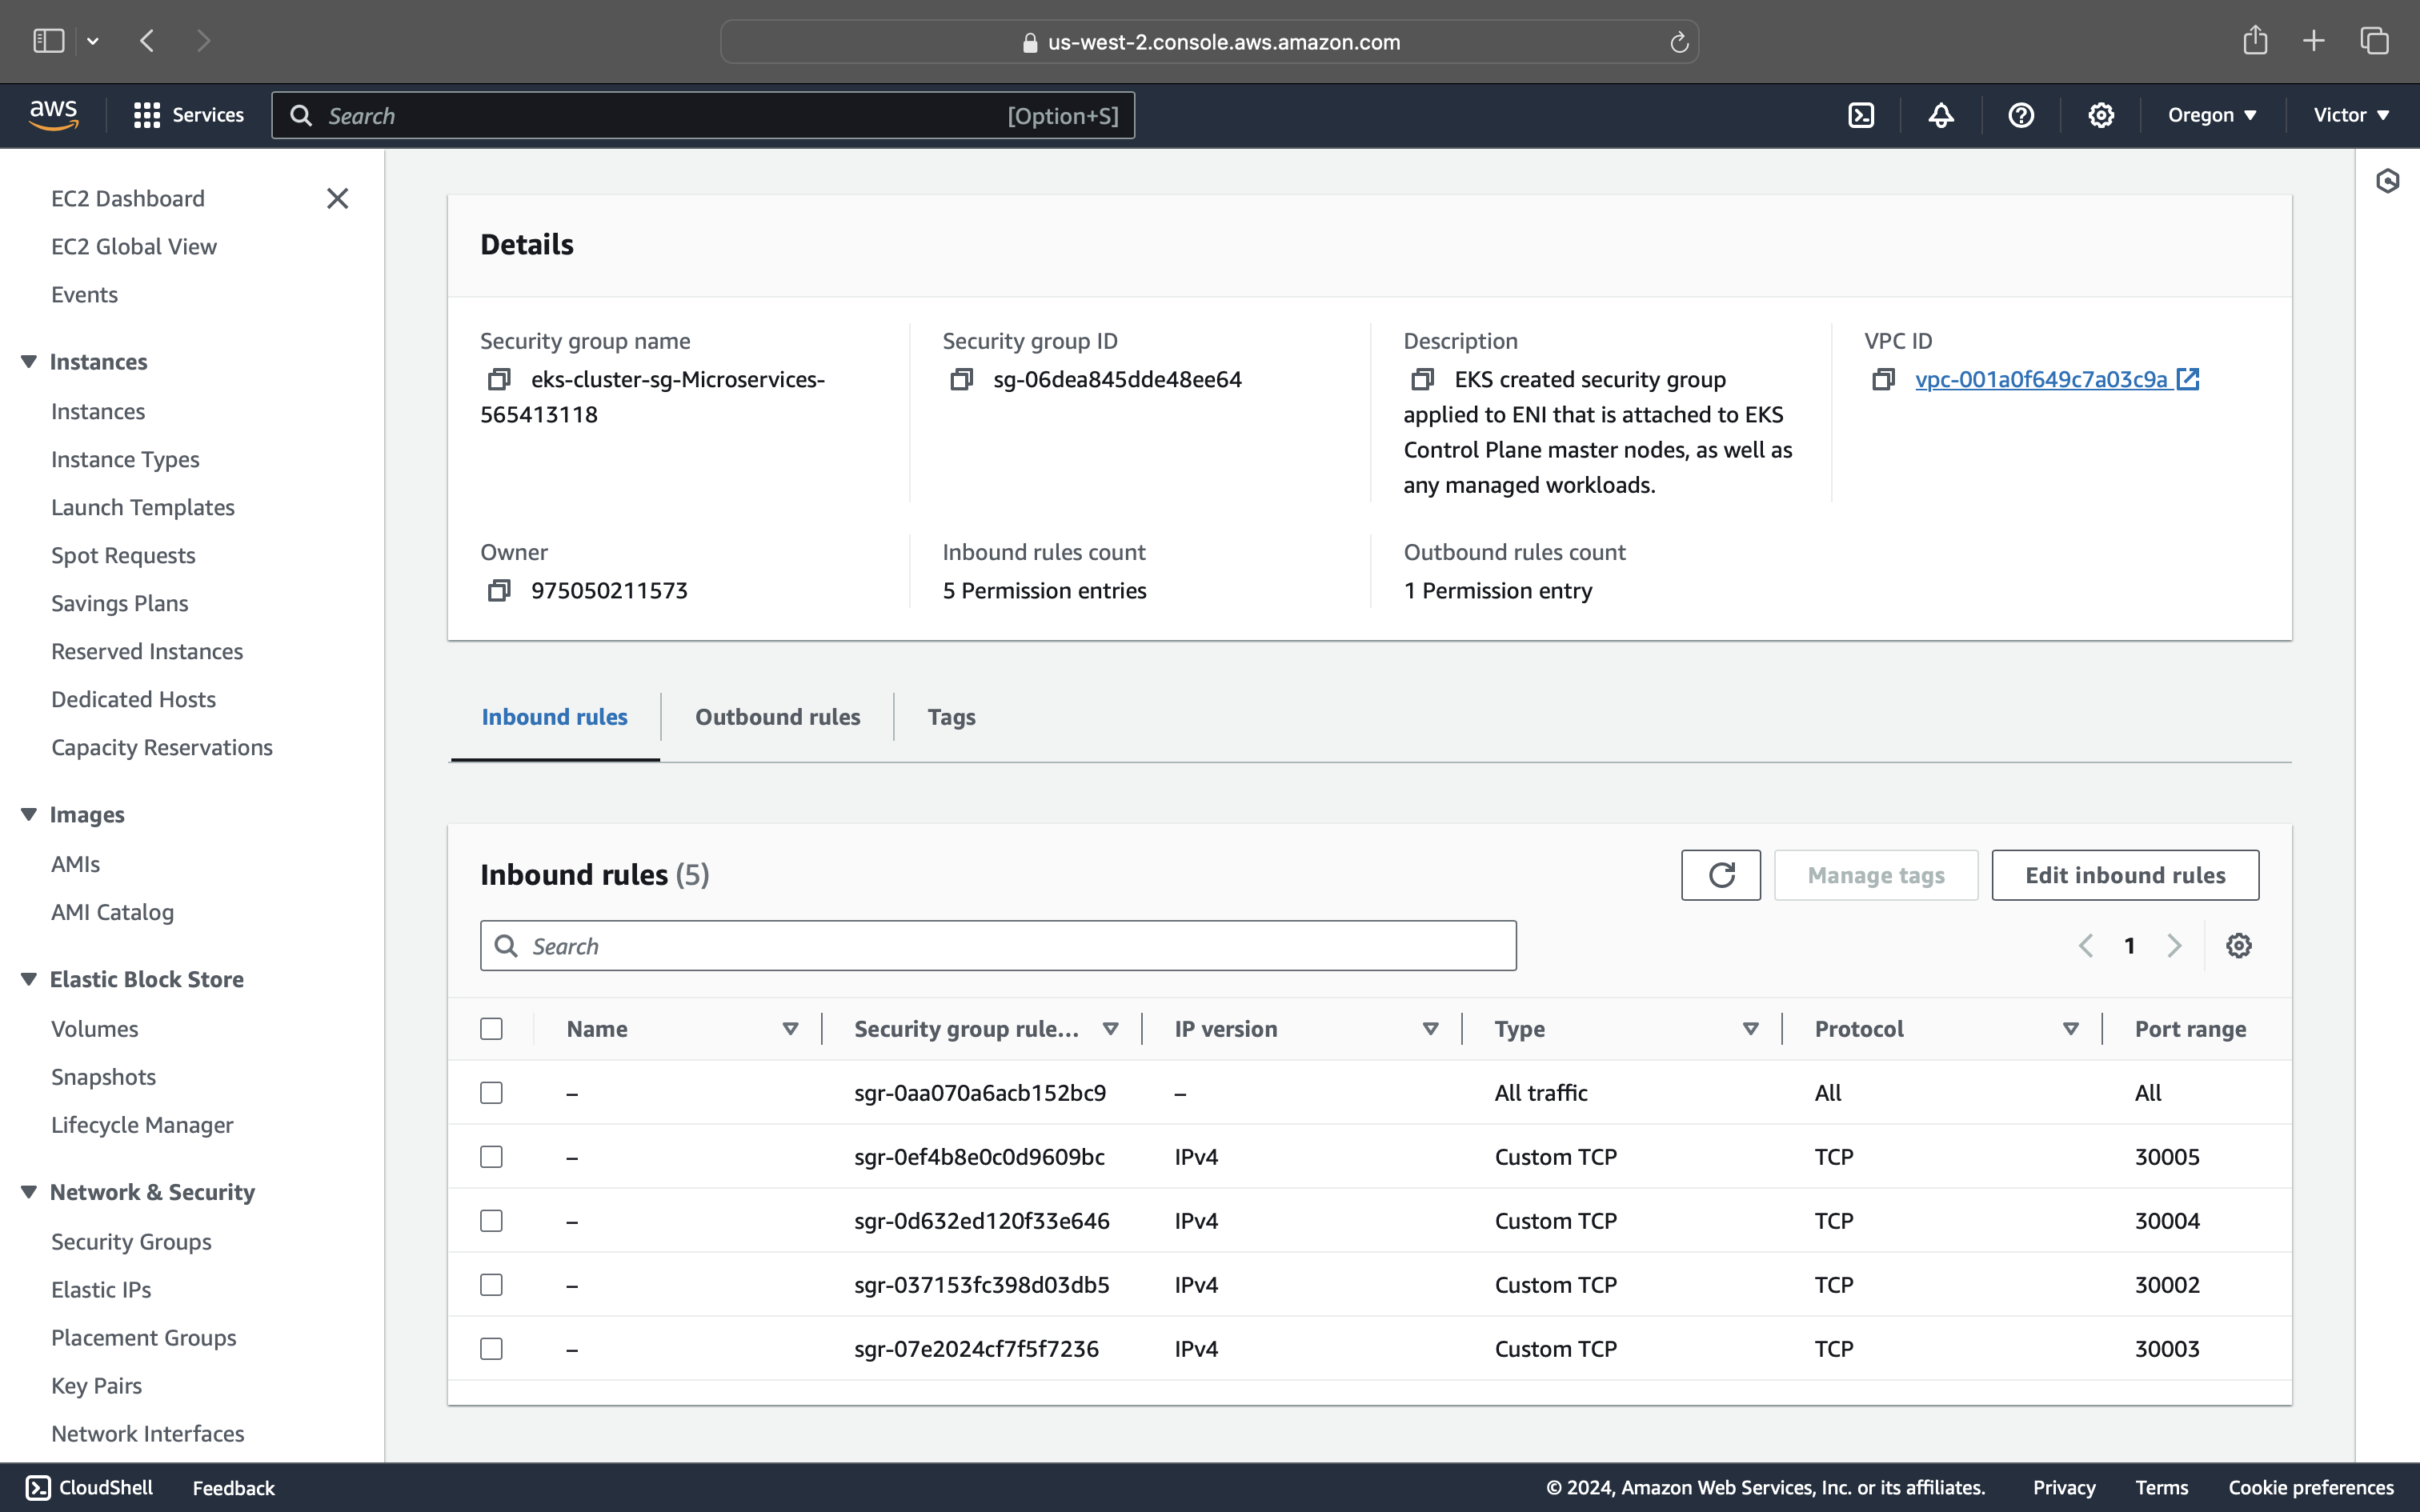 us-west-2.console.aws.amazon.com
aws
Services
Search
[Option+S]
Oregon
Victor
EC2 Dashboard
EC2 Global View
Events
Instances
Instances
Instance Types
Launch Templates
Spot Requests
Savings Plans
Reserved Instances
Dedicated Hosts
Capacity Reservations
Images
AMIs
AMI Catalog
Elastic Block Store
Volumes
Snapshots
Lifecycle Manager
Network & Security
Security Groups
Elastic IPs
Placement Groups
Key Pairs
Network Interfaces
Details
Security group name
eks-cluster-sg-Microservices-
565413118
Security group ID
sg-06dea845dde48ee64
Description
EKS created security group
applied to ENI that is attached to EKS
Control Plane master nodes, as well as
any managed workloads.
VPC ID
vpc-001a0f649c7a03c9a
Owner
975050211573
Inbound rules count
5 Permission entries
Outbound rules count
1 Permission entry
Inbound rules
Outbound rules
Tags
Inbound rules (5)
Manage tags
Edit inbound rules
Search
1
Name Security group rule... IP version Type Protocol Port range
– sgr-0aa070a6acb152bc9 – All traffic All All
– sgr-0ef4b8e0c0d9609bc IPv4 Custom TCP TCP 30005
– sgr-0d632ed120f33e646 IPv4 Custom TCP TCP 30004
– sgr-037153fc398d03db5 IPv4 Custom TCP TCP 30002
– sgr-07e2024cf7f5f7236 IPv4 Custom TCP TCP 30003
CloudShell
Feedback
© 2024, Amazon Web Services, Inc. or its affiliates.
Privacy
Terms
Cookie preferences